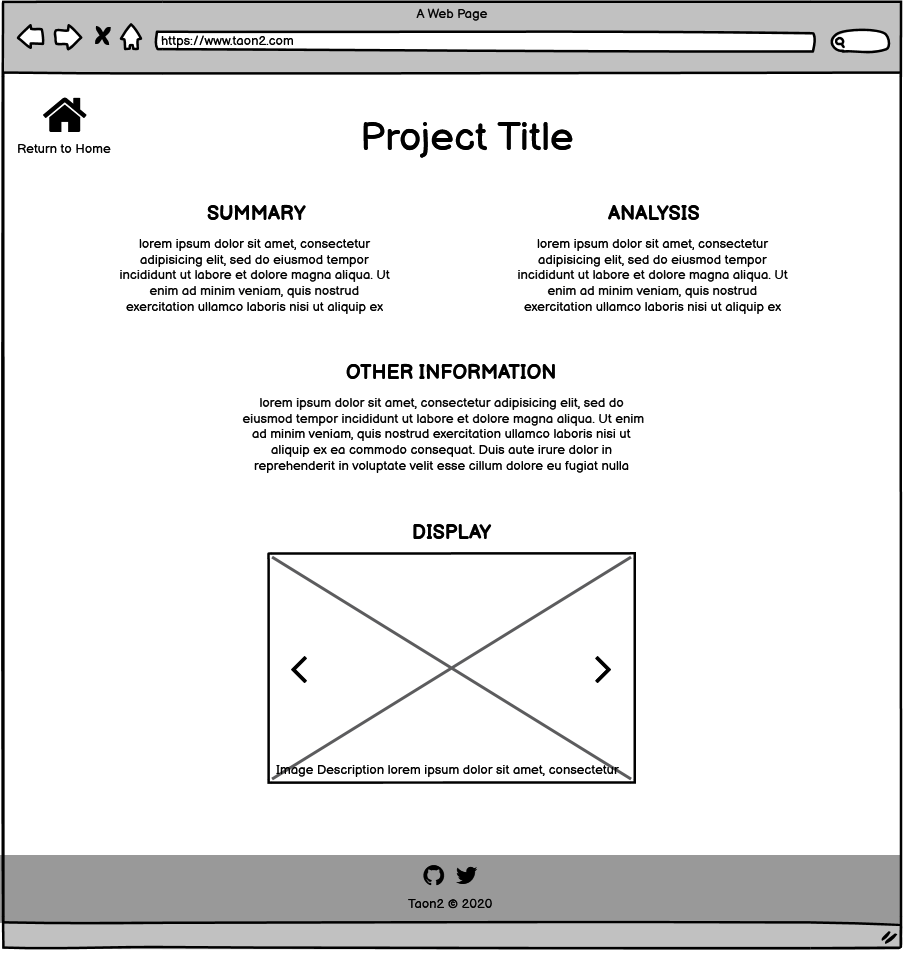 A Web Page
https://www.taon2.com
Return to Home
Project Title
SUMMARY
lorem ipsum dolor sit amet, consectetur
adipisicing elit, sed do eiusmod tempor
incididunt ut labore et dolore magna aliqua. Ut
enim ad minim veniam, quis nostrud
exercitation ullamco laboris nisi ut aliquip ex
ANALYSIS
lorem ipsum dolor sit amet, consectetur
adipisicing elit, sed do eiusmod tempor
incididunt ut labore et dolore magna aliqua. Ut
enim ad minim veniam, quis nostrud
exercitation ullamco laboris nisi ut aliquip ex
OTHER INFORMATION
lorem ipsum dolor sit amet, consectetur adipisicing elit, sed do
eiusmod tempor incididunt ut labore et dolore magna aliqua. Ut enim
ad minim veniam, quis nostrud exercitation ullamco laboris nisi ut
aliquip ex ea commodo consequat. Duis aute irure dolor in
reprehenderit in voluptate velit esse cillum dolore eu fugiat nulla
DISPLAY
Image Description lorem ipsum dolor sit amet, consectetur
Taon2 © 2020